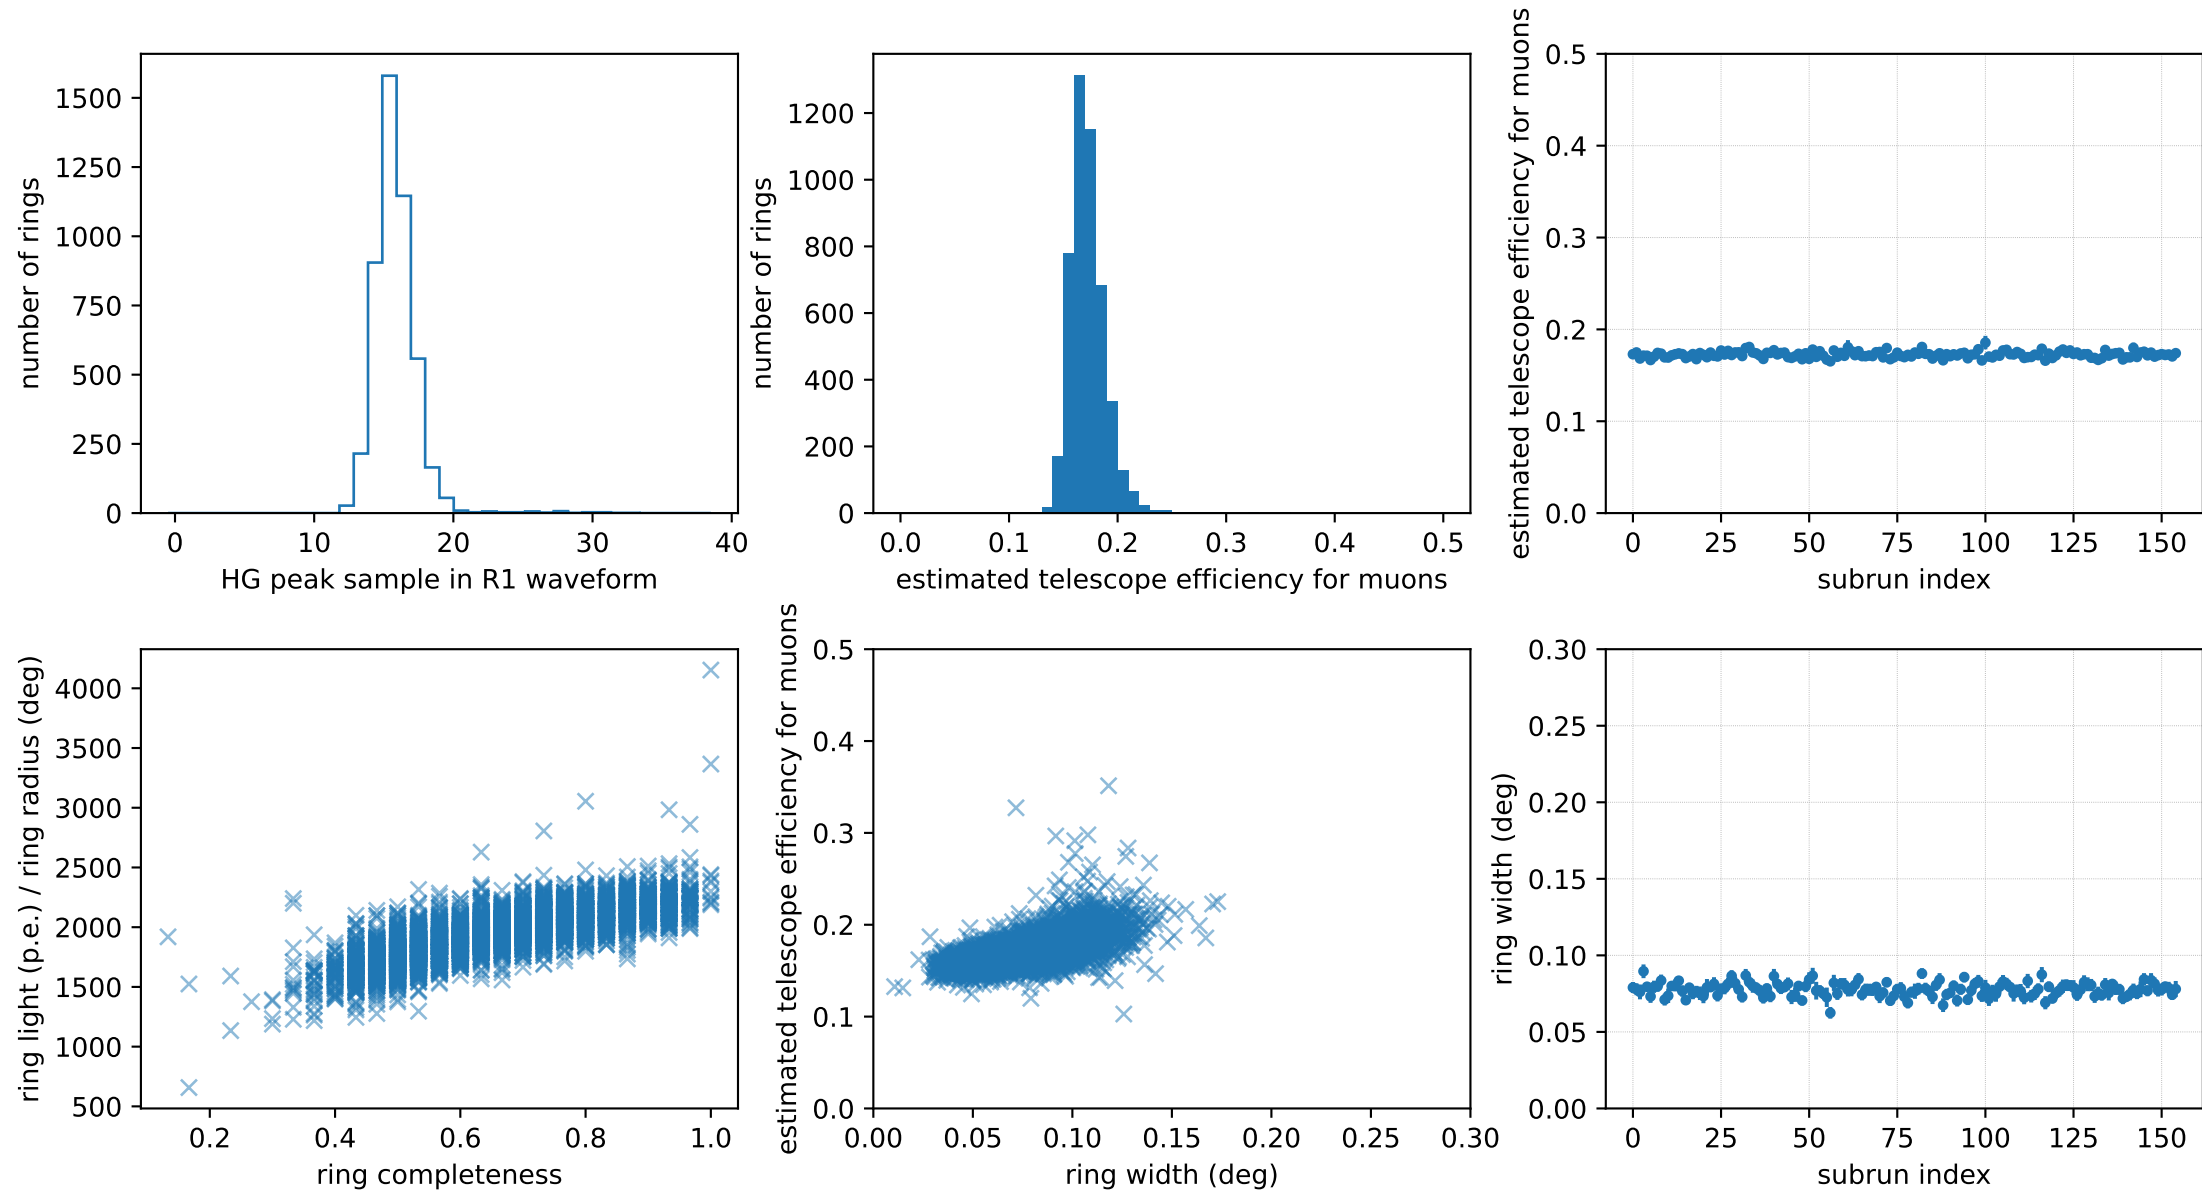 number of rings
1500
1250
1000
750
500
250
0
0 10 20 30 40
HG peak sample in R1 waveform
number of rings
1200
1000
800
600
400
200
0
0.0 0.1 0.2 0.3 0.4 0.5
estimated telescope efficiency for muons
estimated telescope efficiency for muons
0.5
0.4
0.3
0.2
0.1
0.0
0 25 50 75 100 125 150
subrun index
ring light (p.e.) / ring radius (deg)
4000
3500
3000
2500
2000
1500
1000
500
0.2 0.4 0.6 0.8 1.0
ring completeness
estimated telescope efficiency for muons
0.5
0.4
0.3
0.2
0.1
0.0
0.00 0.05 0.10 0.15 0.20 0.25 0.30
ring width (deg)
ring width (deg)
0.30
0.25
0.20
0.15
0.10
0.05
0.00
0 25 50 75 100 125 150
subrun index